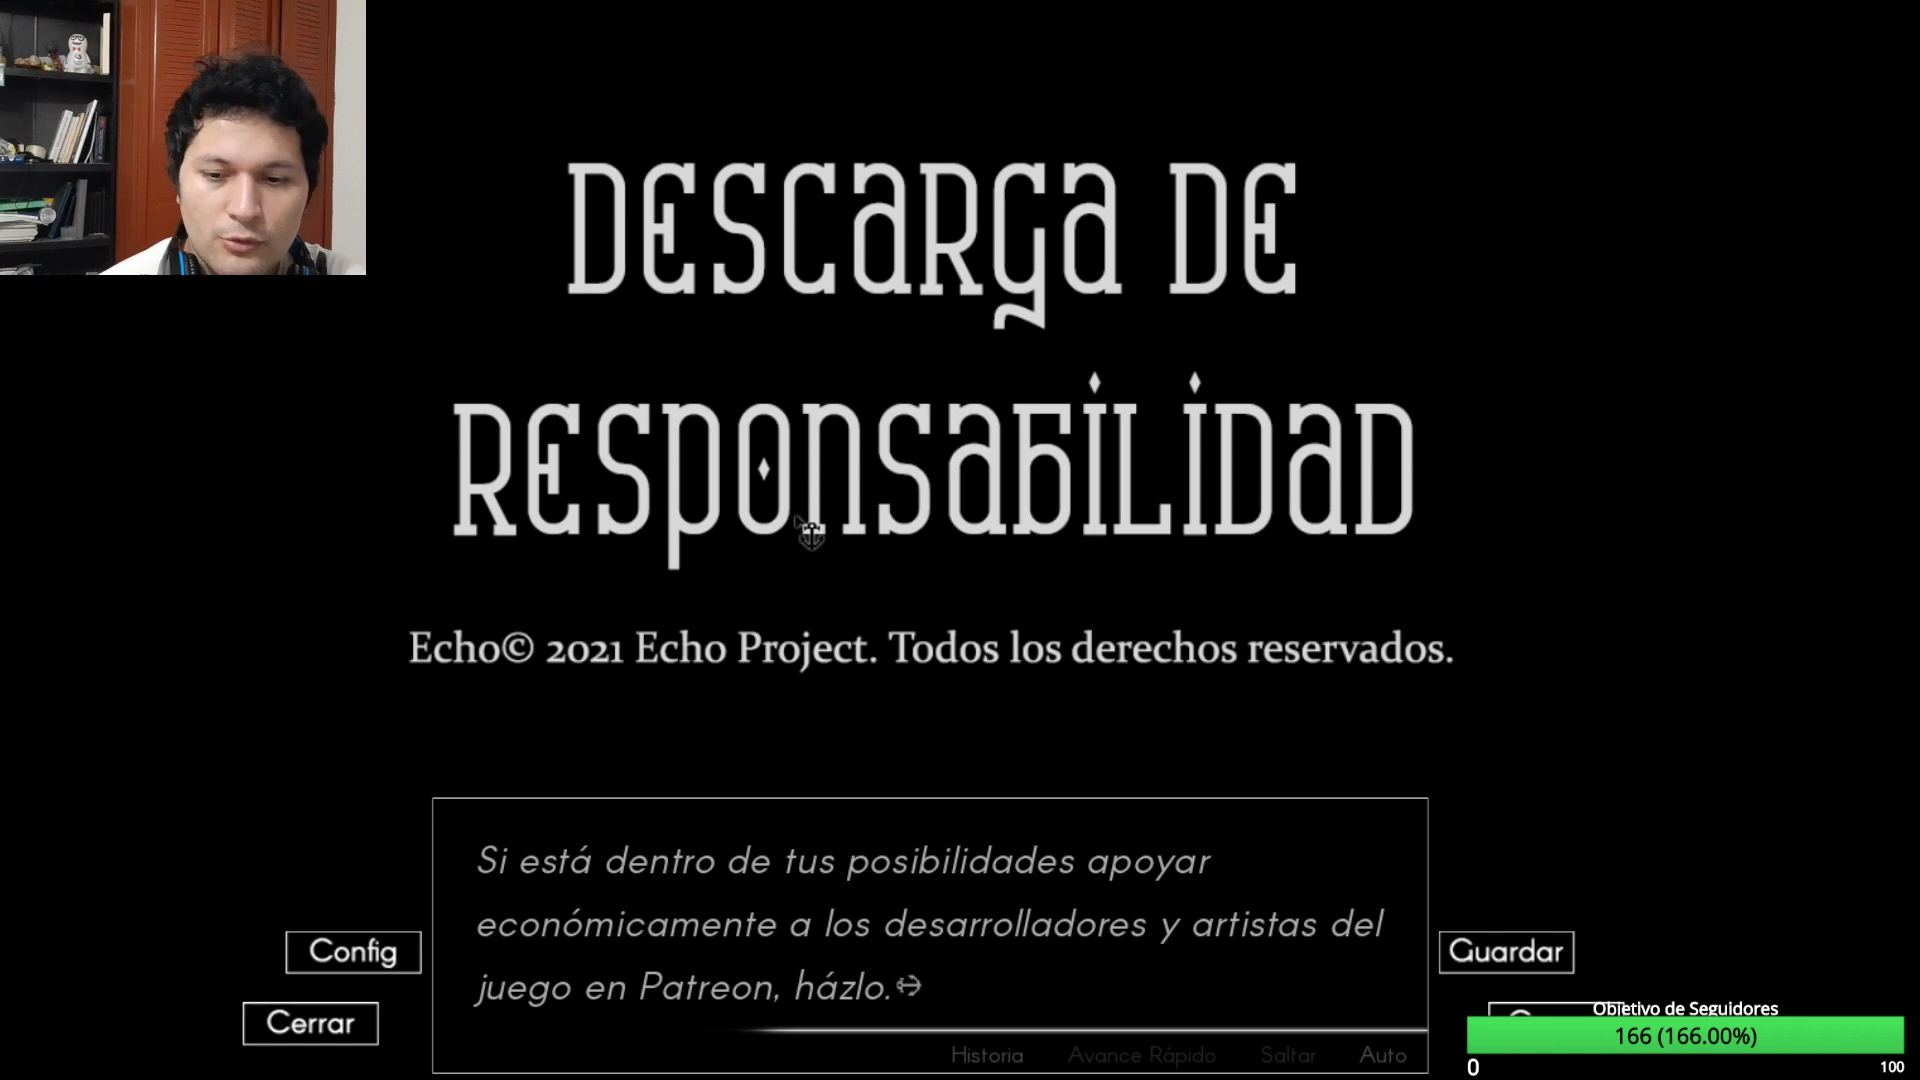 DESCARGA DE
RESPONSABILIDAD
Echo© 2021 Echo Project. Todos los derechos reservados.
Si está dentro de tus posibilidades apoyar
económicamente a los desarrolladores y artistas del
juego en Patreon, házlo.
Config
Guardar
Cerrar
Objetivo de Seguidores
166 (166.00%)
0
100
Historia
Avance Rápido
Saltar
Auto